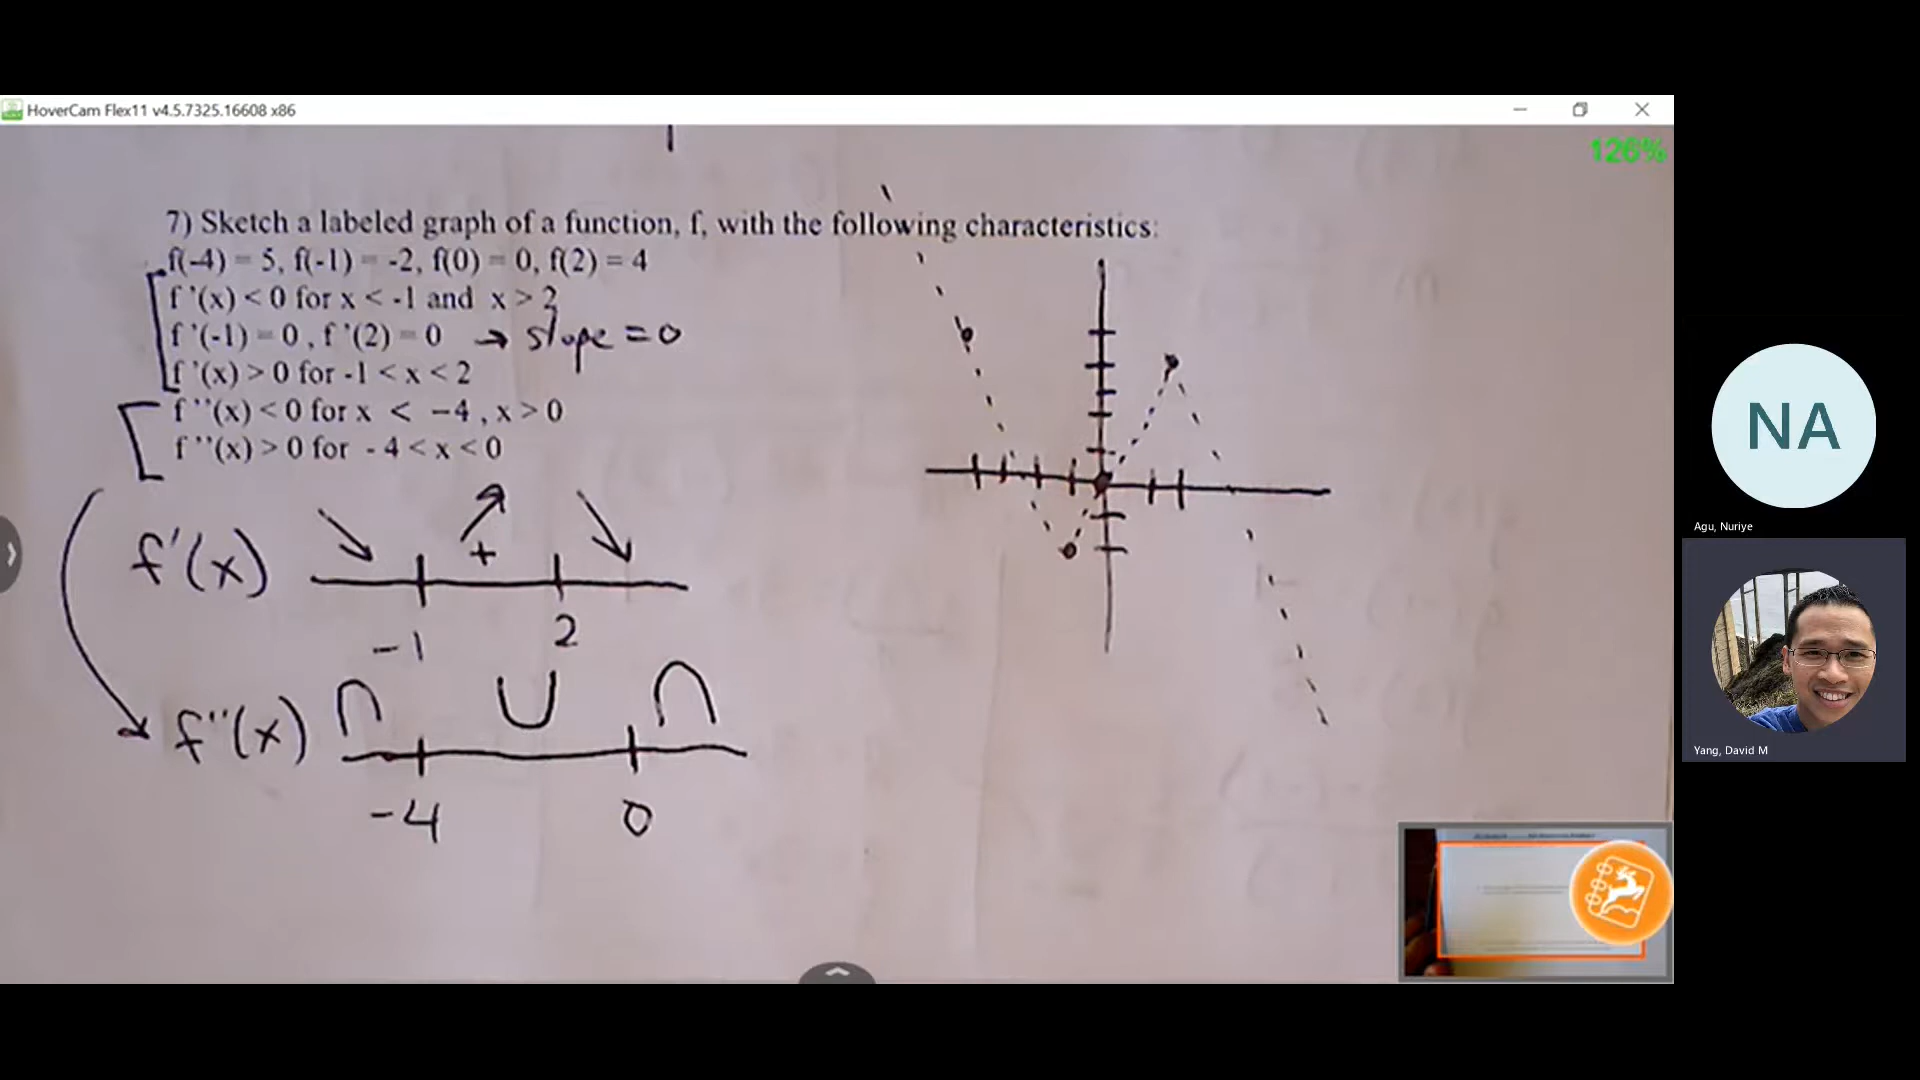 HoverCam Flex11 v4.5.7325.16608 x86
126%
7) Sketch a labeled graph of a function, f, with the following characteristics:
f(-4) = 5, f(-1) = -2, f(0) = 0, f(2) = 4
f '(x) < 0 for x < -1 and x > 2
f '(-1) = 0 , f '(2) = 0 → slope = 0
f '(x) > 0 for -1 < x < 2
f ''(x) < 0 for x < -4 , x > 0
f ''(x) > 0 for - 4 < x < 0
f'(x) +
-1 2
f''(x)
-4 0
NA
Agu, Nuriye
Yang, David M